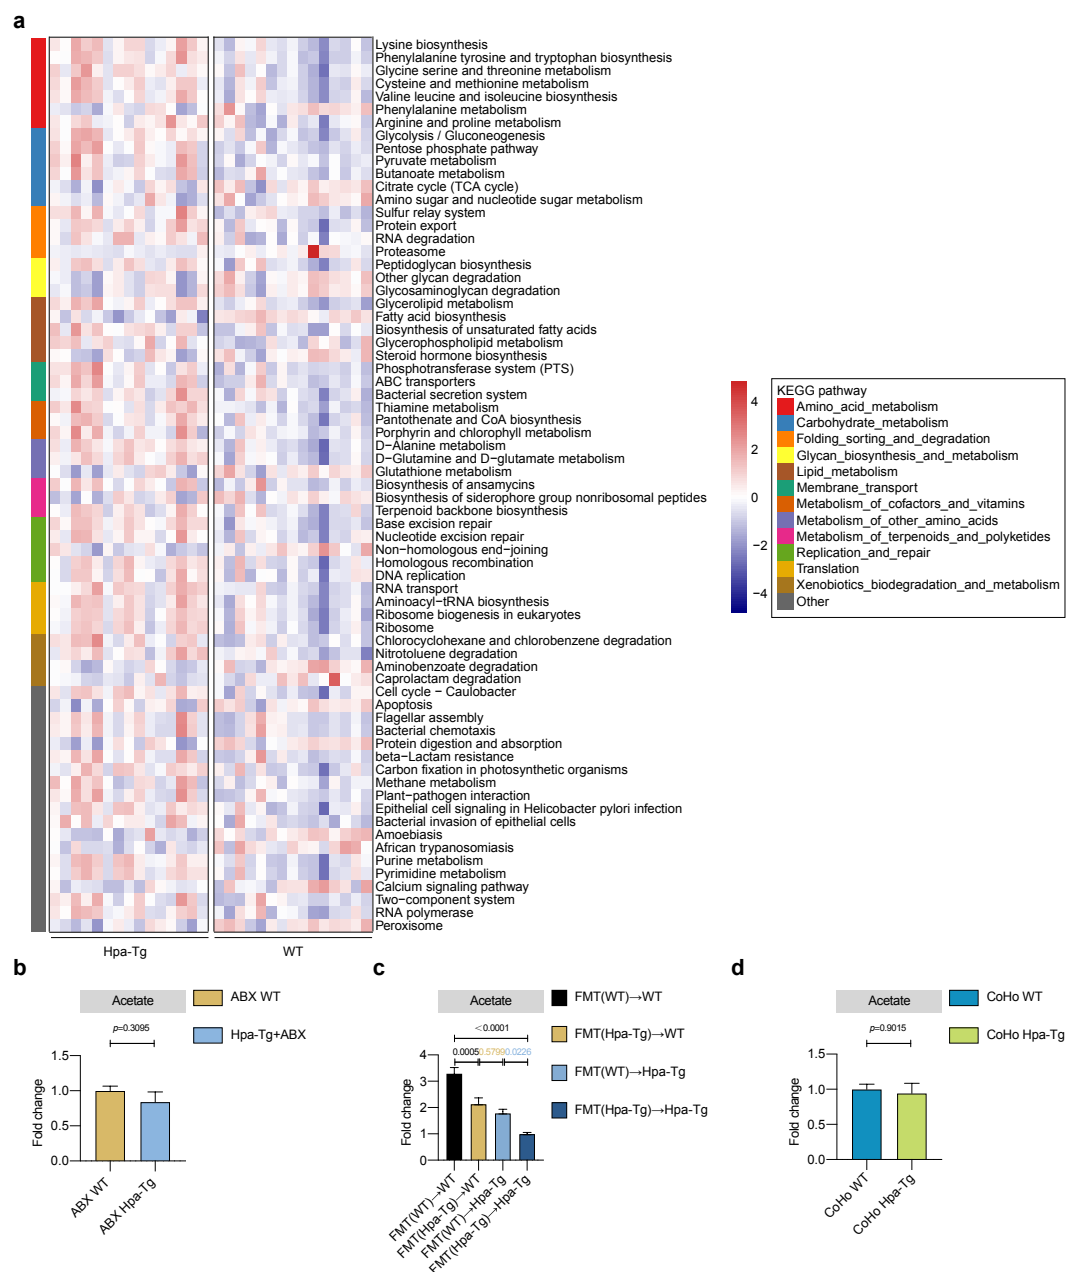 a
Lysine biosynthesis
Phenylalanine tyrosine and tryptophan biosynthesis
Glycine serine and threonine metabolism
Cysteine and methionine metabolism
Valine leucine and isoleucine biosynthesis
Phenylalanine metabolism
Arginine and proline metabolism
Glycolysis / Gluconeogenesis
Pentose phosphate pathway
Pyruvate metabolism
Butanoate metabolism
Citrate cycle (TCA cycle)
Amino sugar and nucleotide sugar metabolism
Sulfur relay system
Protein export
RNA degradation
Proteasome
Peptidoglycan biosynthesis
Other glycan degradation
Glycosaminoglycan degradation
Glycerolipid metabolism
Fatty acid biosynthesis
Biosynthesis of unsaturated fatty acids
Glycerophospholipid metabolism
Steroid hormone biosynthesis
Phosphotransferase system (PTS)
ABC transporters
Bacterial secretion system
Thiamine metabolism
Pantothenate and CoA biosynthesis
Porphyrin and chlorophyll metabolism
D−Alanine metabolism
D−Glutamine and D−glutamate metabolism
Glutathione metabolism
Biosynthesis of ansamycins
Biosynthesis of siderophore group nonribosomal peptides
Terpenoid backbone biosynthesis
Base excision repair
Nucleotide excision repair
Non−homologous end−joining
Homologous recombination
DNA replication
RNA transport
Aminoacyl−tRNA biosynthesis
Ribosome biogenesis in eukaryotes
Ribosome
Chlorocyclohexane and chlorobenzene degradation
Nitrotoluene degradation
Aminobenzoate degradation
Caprolactam degradation
Cell cycle − Caulobacter
Apoptosis
Flagellar assembly
Bacterial chemotaxis
Protein digestion and absorption
beta−Lactam resistance
Carbon fixation in photosynthetic organisms
Methane metabolism
Plant−pathogen interaction
Epithelial cell signaling in Helicobacter pylori infection
Bacterial invasion of epithelial cells
Amoebiasis
African trypanosomiasis
Purine metabolism
Pyrimidine metabolism
Calcium signaling pathway
Two−component system
RNA polymerase
Peroxisome
Hpa-Tg
WT
4
2
0
−2
−4
KEGG pathway
Amino_acid_metabolism
Carbohydrate_metabolism
Folding_sorting_and_degradation
Glycan_biosynthesis_and_metabolism
Lipid_metabolism
Membrane_transport
Metabolism_of_cofactors_and_vitamins
Metabolism_of_other_amino_acids
Metabolism_of_terpenoids_and_polyketides
Replication_and_repair
Translation
Xenobiotics_biodegradation_and_metabolism
Other
b
Acetate
ABX WT
Hpa-Tg+ABX
p=0.3095
Fold change
1.5
1.0
0.5
0.0
ABX WT
ABX Hpa-Tg
c
Acetate
FMT(WT)→WT
FMT(Hpa-Tg)→WT
FMT(WT)→Hpa-Tg
FMT(Hpa-Tg)→Hpa-Tg
<0.0001
0.0005 0.5799 0.0226
Fold change
4
3
2
1
0
FMT(WT)→WT
FMT(Hpa-Tg)→WT
FMT(WT)→Hpa-Tg
FMT(Hpa-Tg)→Hpa-Tg
d
Acetate
CoHo WT
CoHo Hpa-Tg
p=0.9015
Fold change
1.5
1.0
0.5
0.0
CoHo WT
CoHo Hpa-Tg